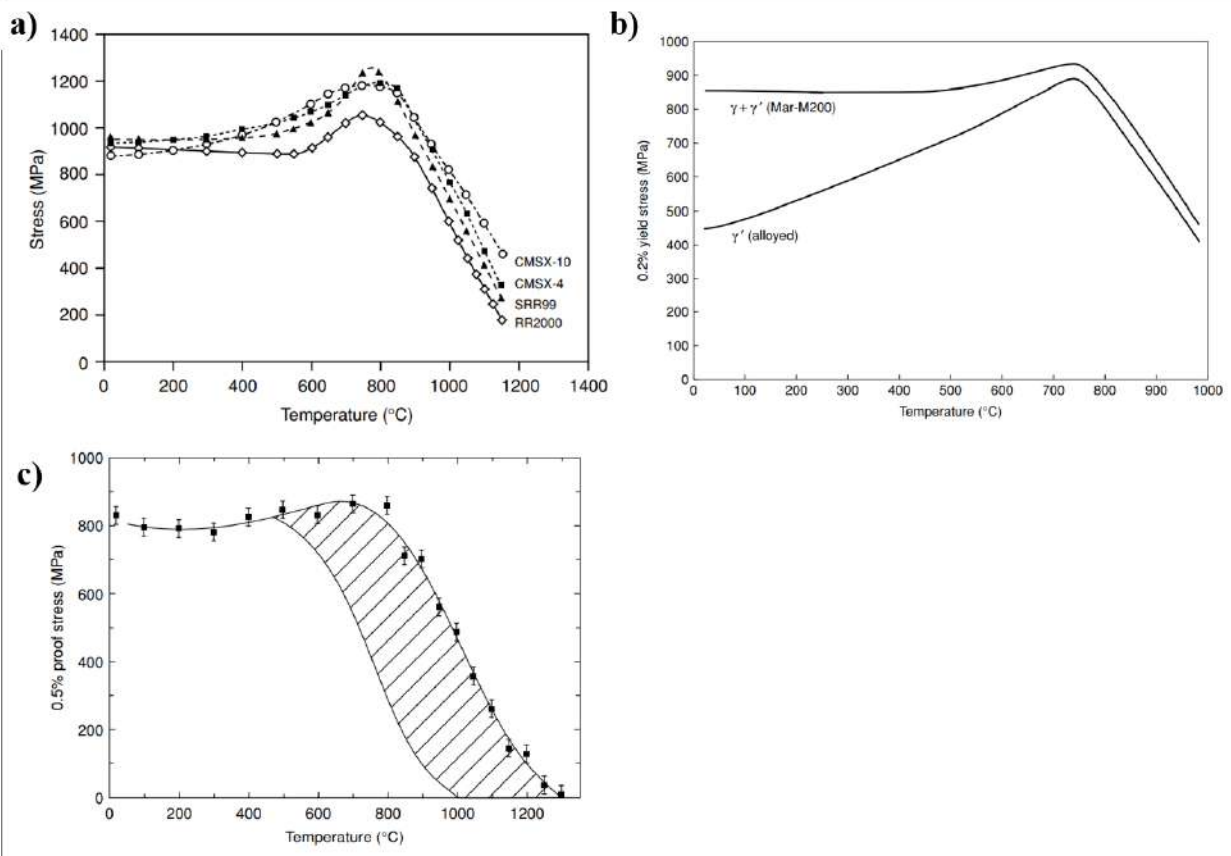 a)
1400
1200
1000
800
600
400
200
0
Stress (MPa)
CMSX-10
CMSX-4
SRR99
RR2000
0 200 400 600 800 1000 1200 1400
Temperature (°C)
b)
1000
900
800
700
600
500
400
300
200
100
0
0.2% yield stress (MPa)
γ + γ′ (Mar-M200)
γ′ (alloyed)
0 100 200 300 400 500 600 700 800 900 1000
Temperature (°C)
c)
1000
800
600
400
200
0
0.5% proof stress (MPa)
0 200 400 600 800 1000 1200
Temperature (°C)